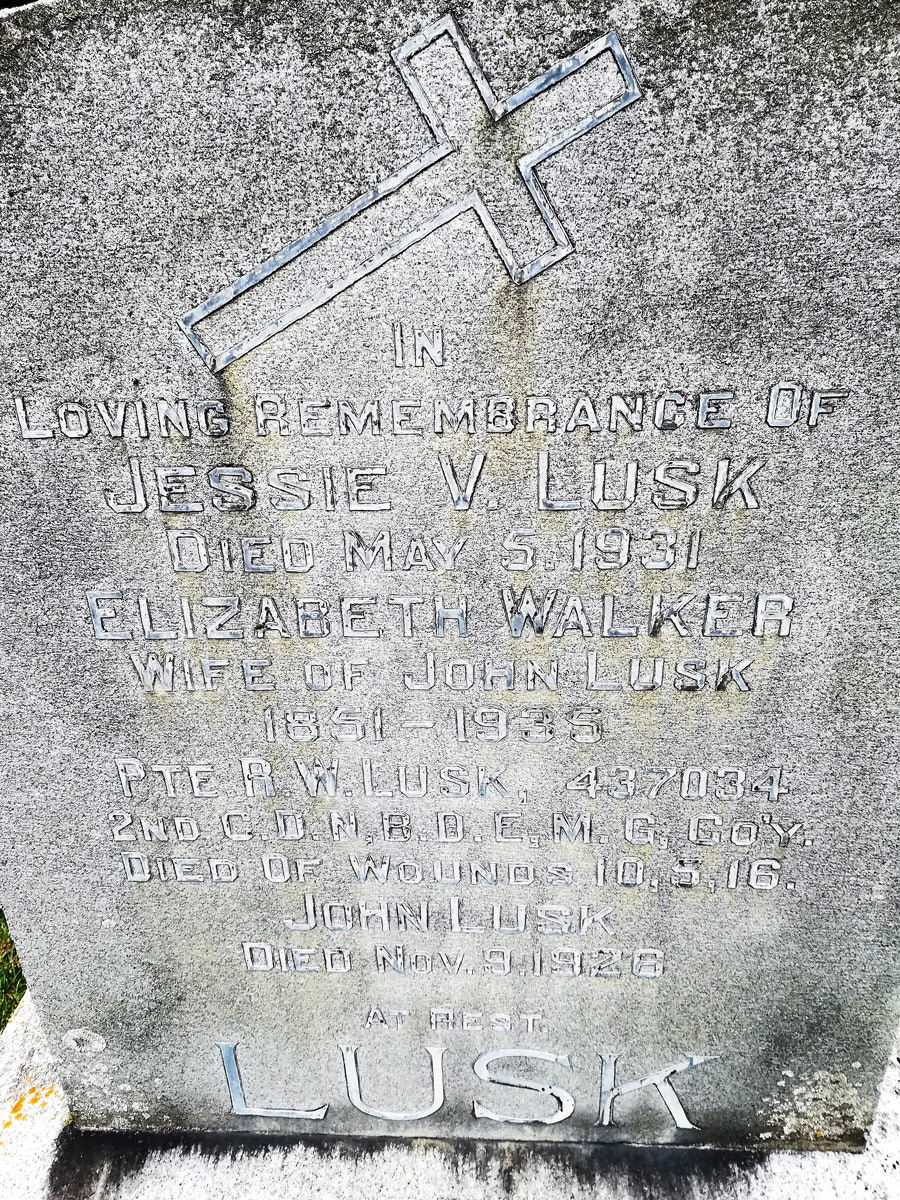 IN
LOVING REMEMBRANCE OF
JESSIE V. LUSK
DIED MAY 5.1931
ELIZABETH WALKER
WIFE OF JOHN LUSK
1851-1935
PTE R.W.LUSK, 437034
2ND C.D.N,B.D.E,M.G,CO'Y.
DIED OF WOUNDS 10,5,16.
JOHN LUSK
DIED NOV.9.1926
AT REST.
LUSK